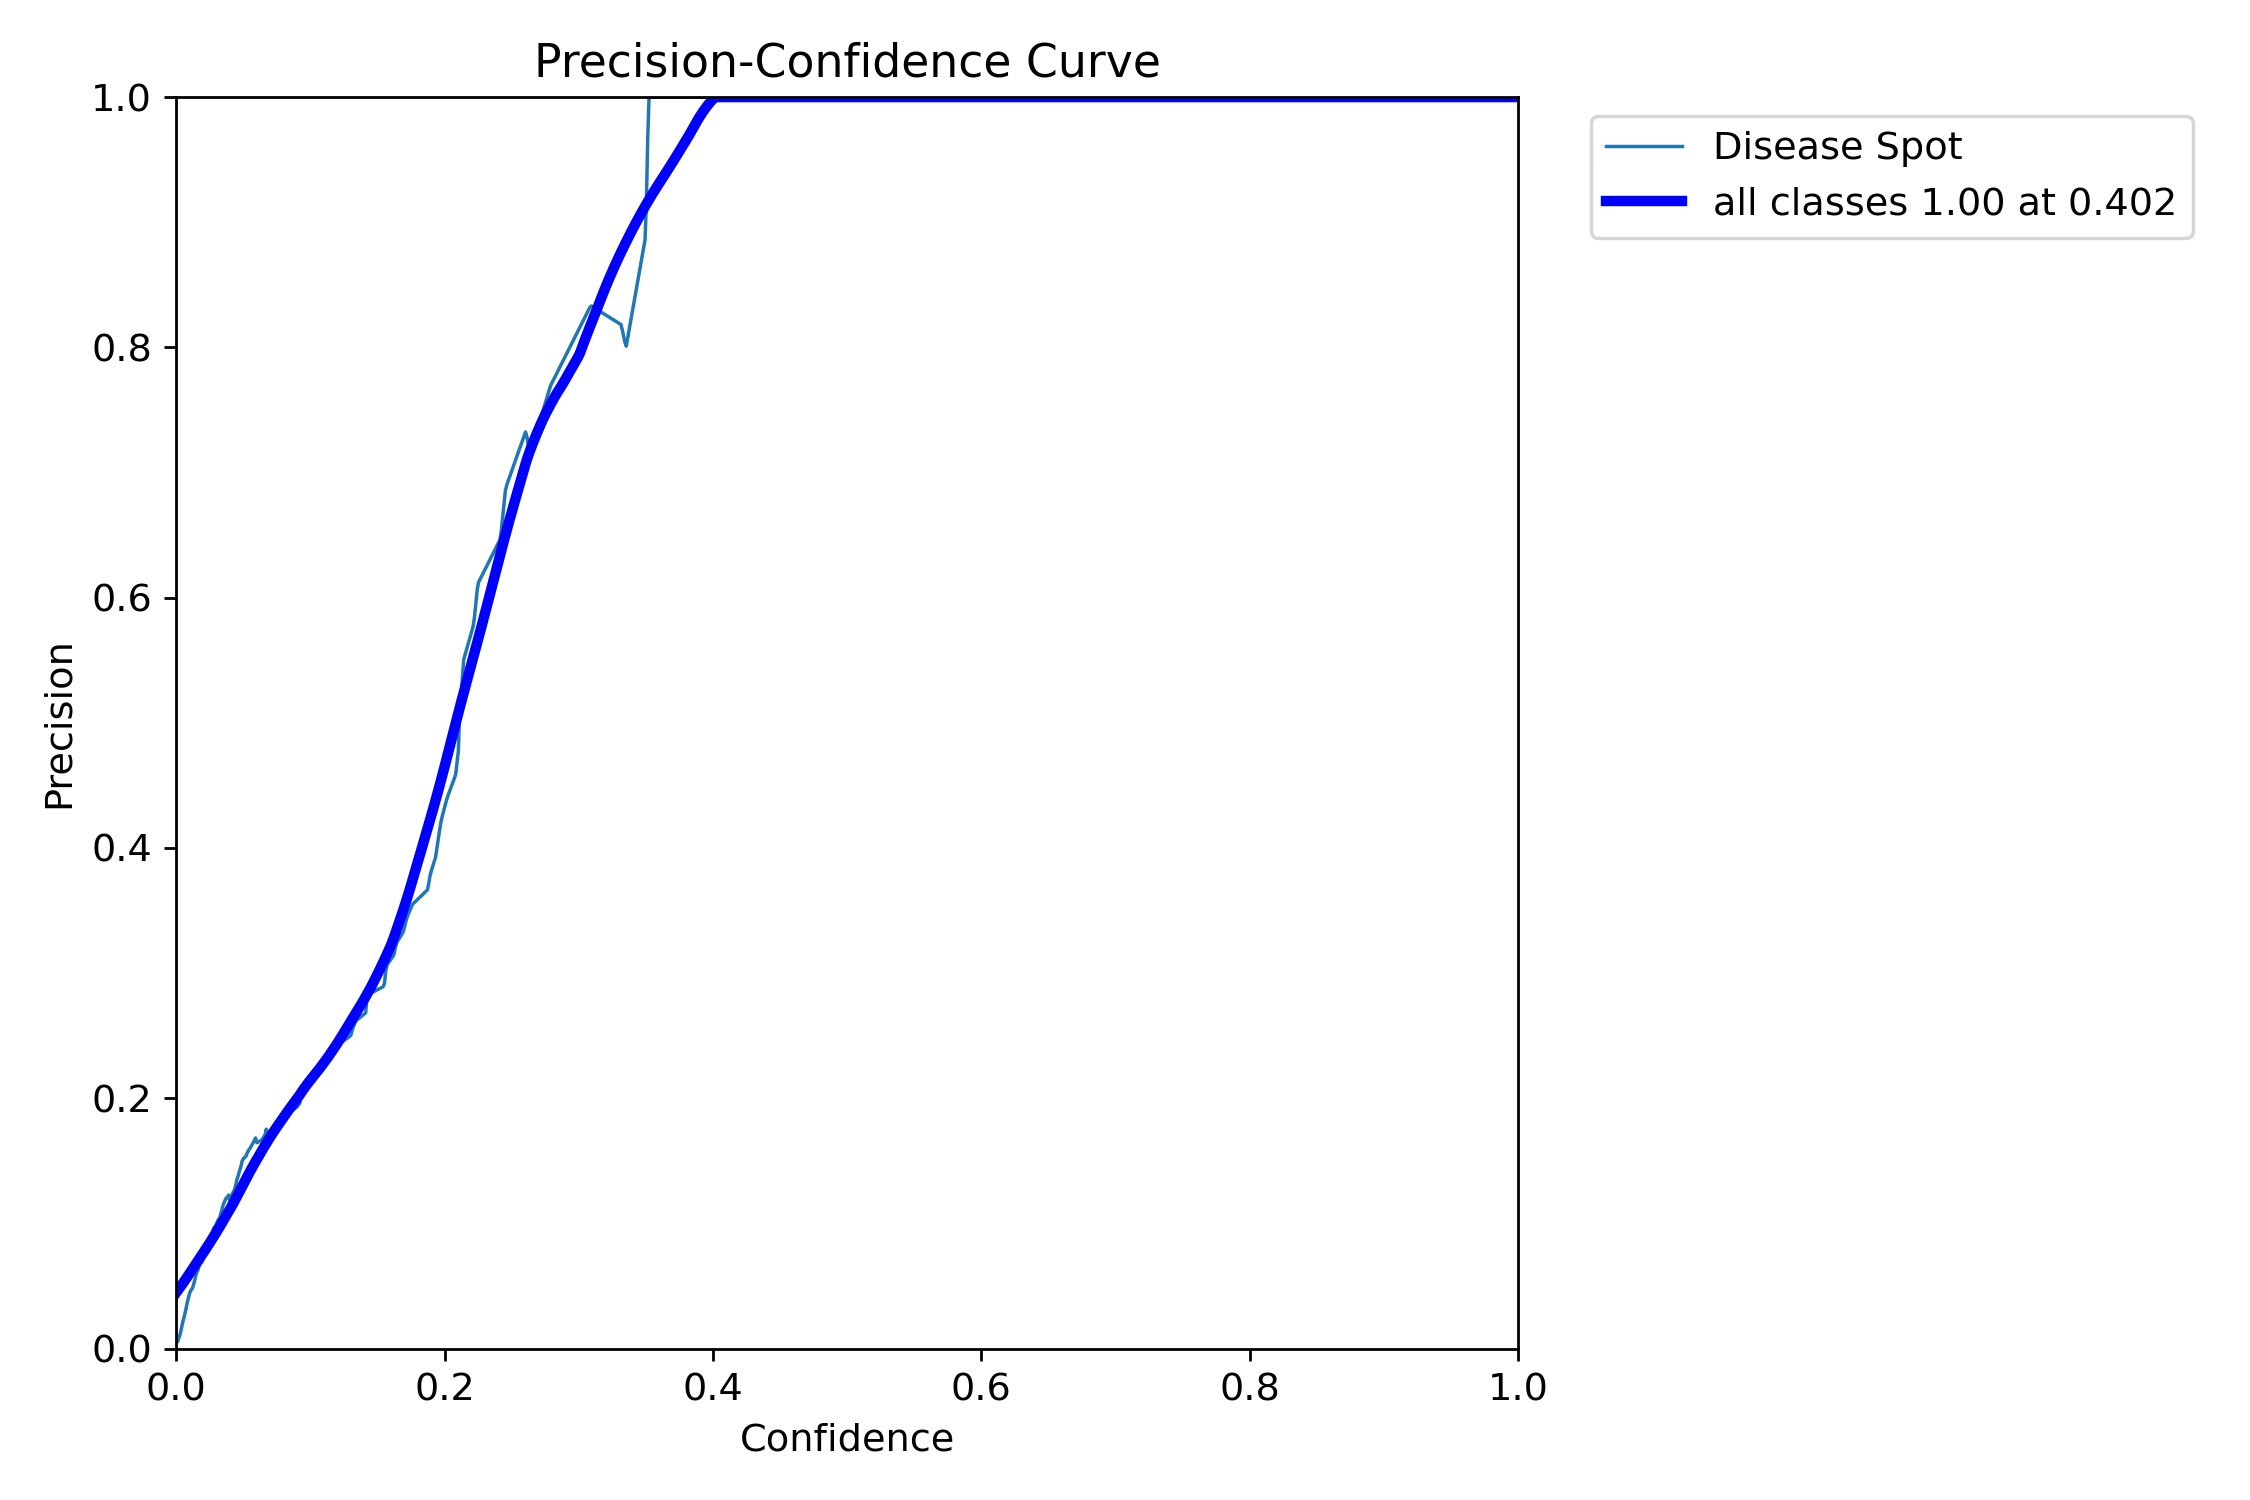 Precision-Confidence Curve
1.0
0.8
0.6
0.4
0.2
0.0
Precision
0.0 0.2 0.4 0.6 0.8 1.0
Confidence
Disease Spot
all classes 1.00 at 0.402